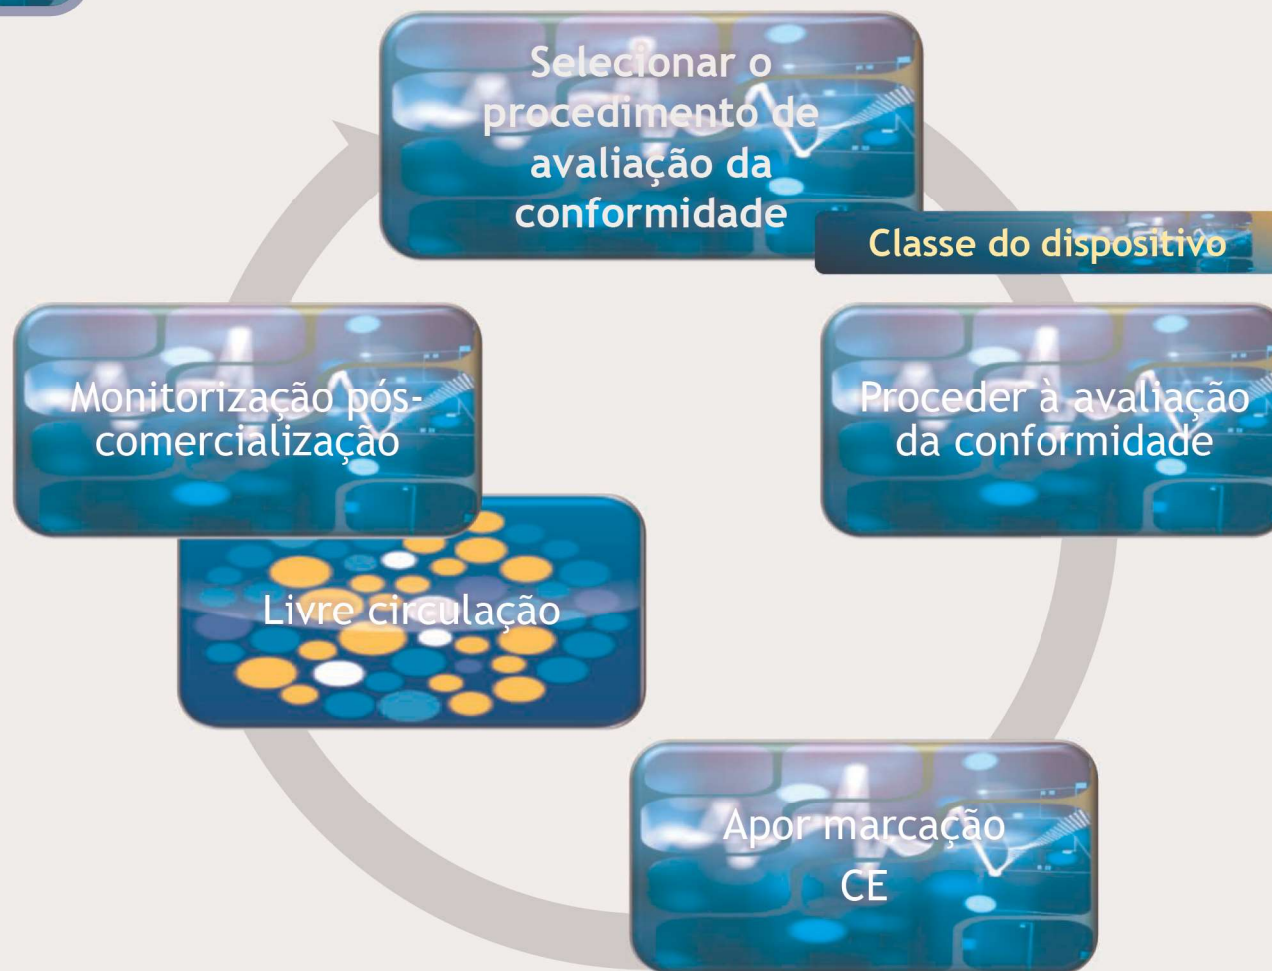 Selecionar o
procedimento de
avaliação da
conformidade
Classe do dispositivo
Proceder à avaliação
da conformidade
Apor marcação
CE
Livre circulação
Monitorização pós-
comercialização